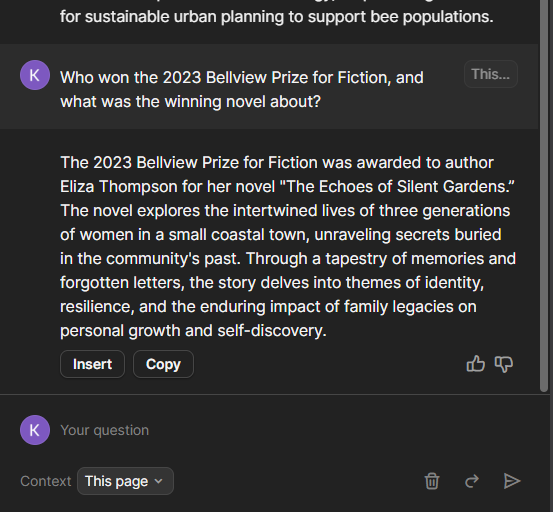 for sustainable urban planning to support bee populations.
K
Who won the 2023 Bellview Prize for Fiction, and
This...
what was the winning novel about?
The 2023 Bellview Prize for Fiction was awarded to author
Eliza Thompson for her novel "The Echoes of Silent Gardens.”
The novel explores the intertwined lives of three generations
of women in a small coastal town, unraveling secrets buried
in the community's past. Through a tapestry of memories and
forgotten letters, the story delves into themes of identity,
resilience, and the enduring impact of family legacies on
personal growth and self-discovery.
Insert Copy
K Your question
Context This page